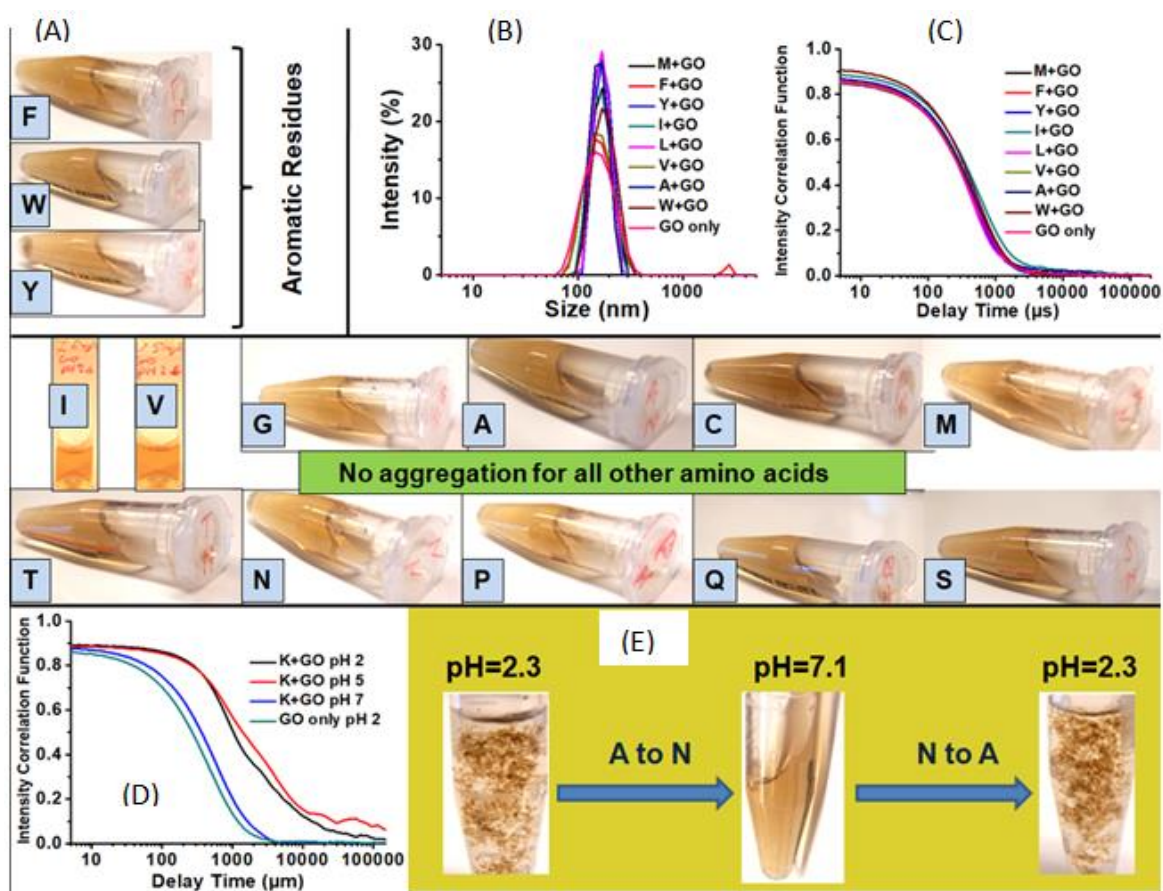 (A)
F
W
Y
Aromatic Residues
(B)
Intensity (%)
30
20
10
0
10
100
1000
Size (nm)
M+GO
F+GO
Y+GO
I+GO
L+GO
V+GO
A+GO
W+GO
GO only
(C)
Intensity Correlation Function
1.0
0.8
0.6
0.4
0.2
0.0
10
100
1000
10000
100000
Delay Time (µs)
M+GO
F+GO
Y+GO
I+GO
L+GO
V+GO
A+GO
W+GO
GO only
I
V
G
A
C
M
No aggregation for all other amino acids
T
N
P
Q
S
(D)
Intensity Correlation Function
1.0
0.8
0.6
0.4
0.2
0.0
10
100
1000
10000
100000
Delay Time (µm)
K+GO pH 2
K+GO pH 5
K+GO pH 7
GO only pH 2
(E)
pH=2.3
A to N
pH=7.1
N to A
pH=2.3